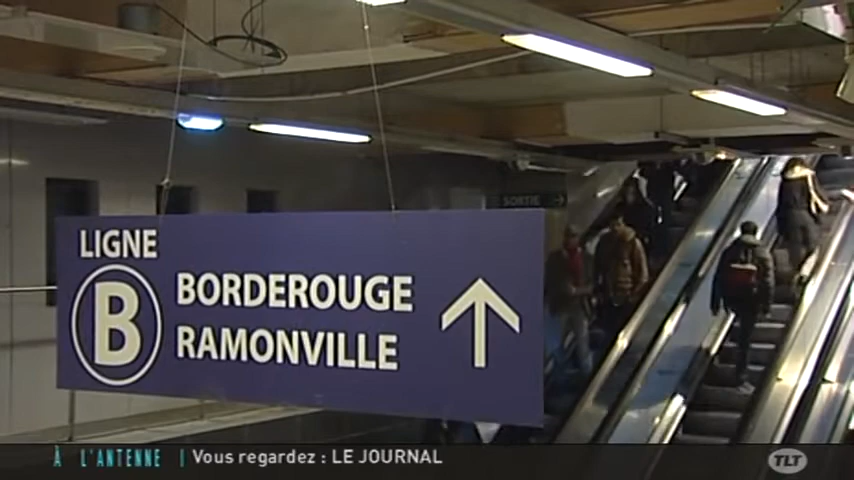 SORTIE →
LIGNE
B
BORDEROUGE
RAMONVILLE
↑
À L'ANTENNE | Vous regardez : LE JOURNAL
TLT